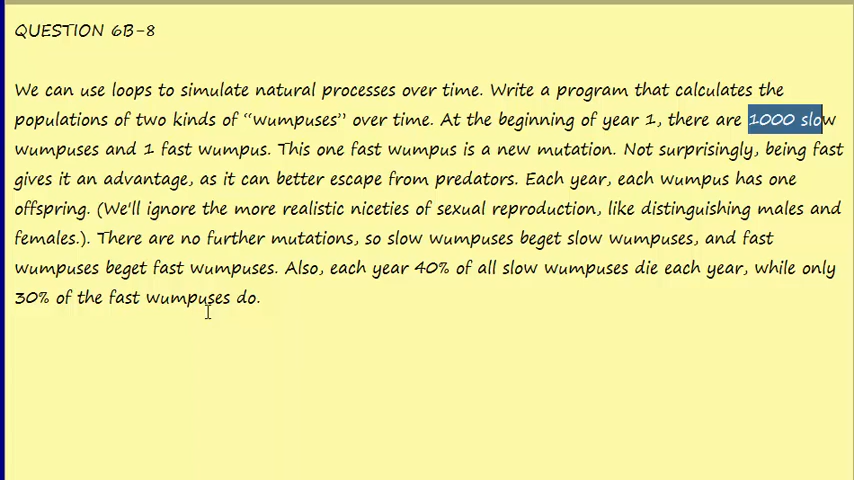 QUESTION 6B-8
We can use loops to simulate natural processes over time. Write a program that calculates the
populations of two kinds of “wumpuses” over time. At the beginning of year 1, there are 1000 slow
wumpuses and 1 fast wumpus. This one fast wumpus is a new mutation. Not surprisingly, being fast
gives it an advantage, as it can better escape from predators. Each year, each wumpus has one
offspring. (We'll ignore the more realistic niceties of sexual reproduction, like distinguishing males and
females.). There are no further mutations, so slow wumpuses beget slow wumpuses, and fast
wumpuses beget fast wumpuses. Also, each year 40% of all slow wumpuses die each year, while only
30% of the fast wumpuses do.